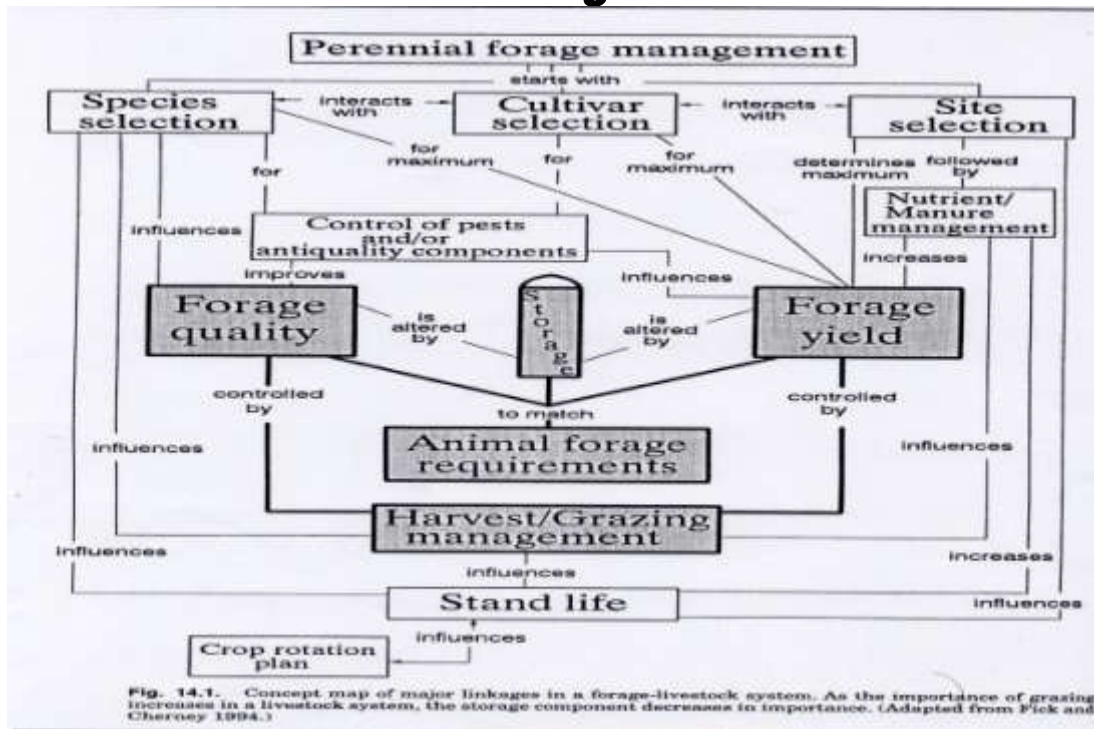 Perennial forage management
starts with
Species
selection
interacts
with
Cultivar
selection
interacts
with
Site
selection
for
for
maximum
for
for
maximum
determines
maximum
followed
by
Nutrient/
Manure
management
influences
Control of pests
and/or
antiquality components
improves
influences
increases
Forage
quality
is
altered
by
Storage
is
altered
by
Forage
yield
controlled
by
to match
controlled
by
Animal forage
requirements
influences
influences
Harvest/Grazing
management
influences
influences
increases
Stand life
influences
influences
Crop rotation
plan
Fig. 14.1. Concept map of major linkages in a forage-livestock system. As the importance of grazing
increases in a livestock system, the storage component decreases in importance. (Adapted from Fick and
Cherney 1994.)